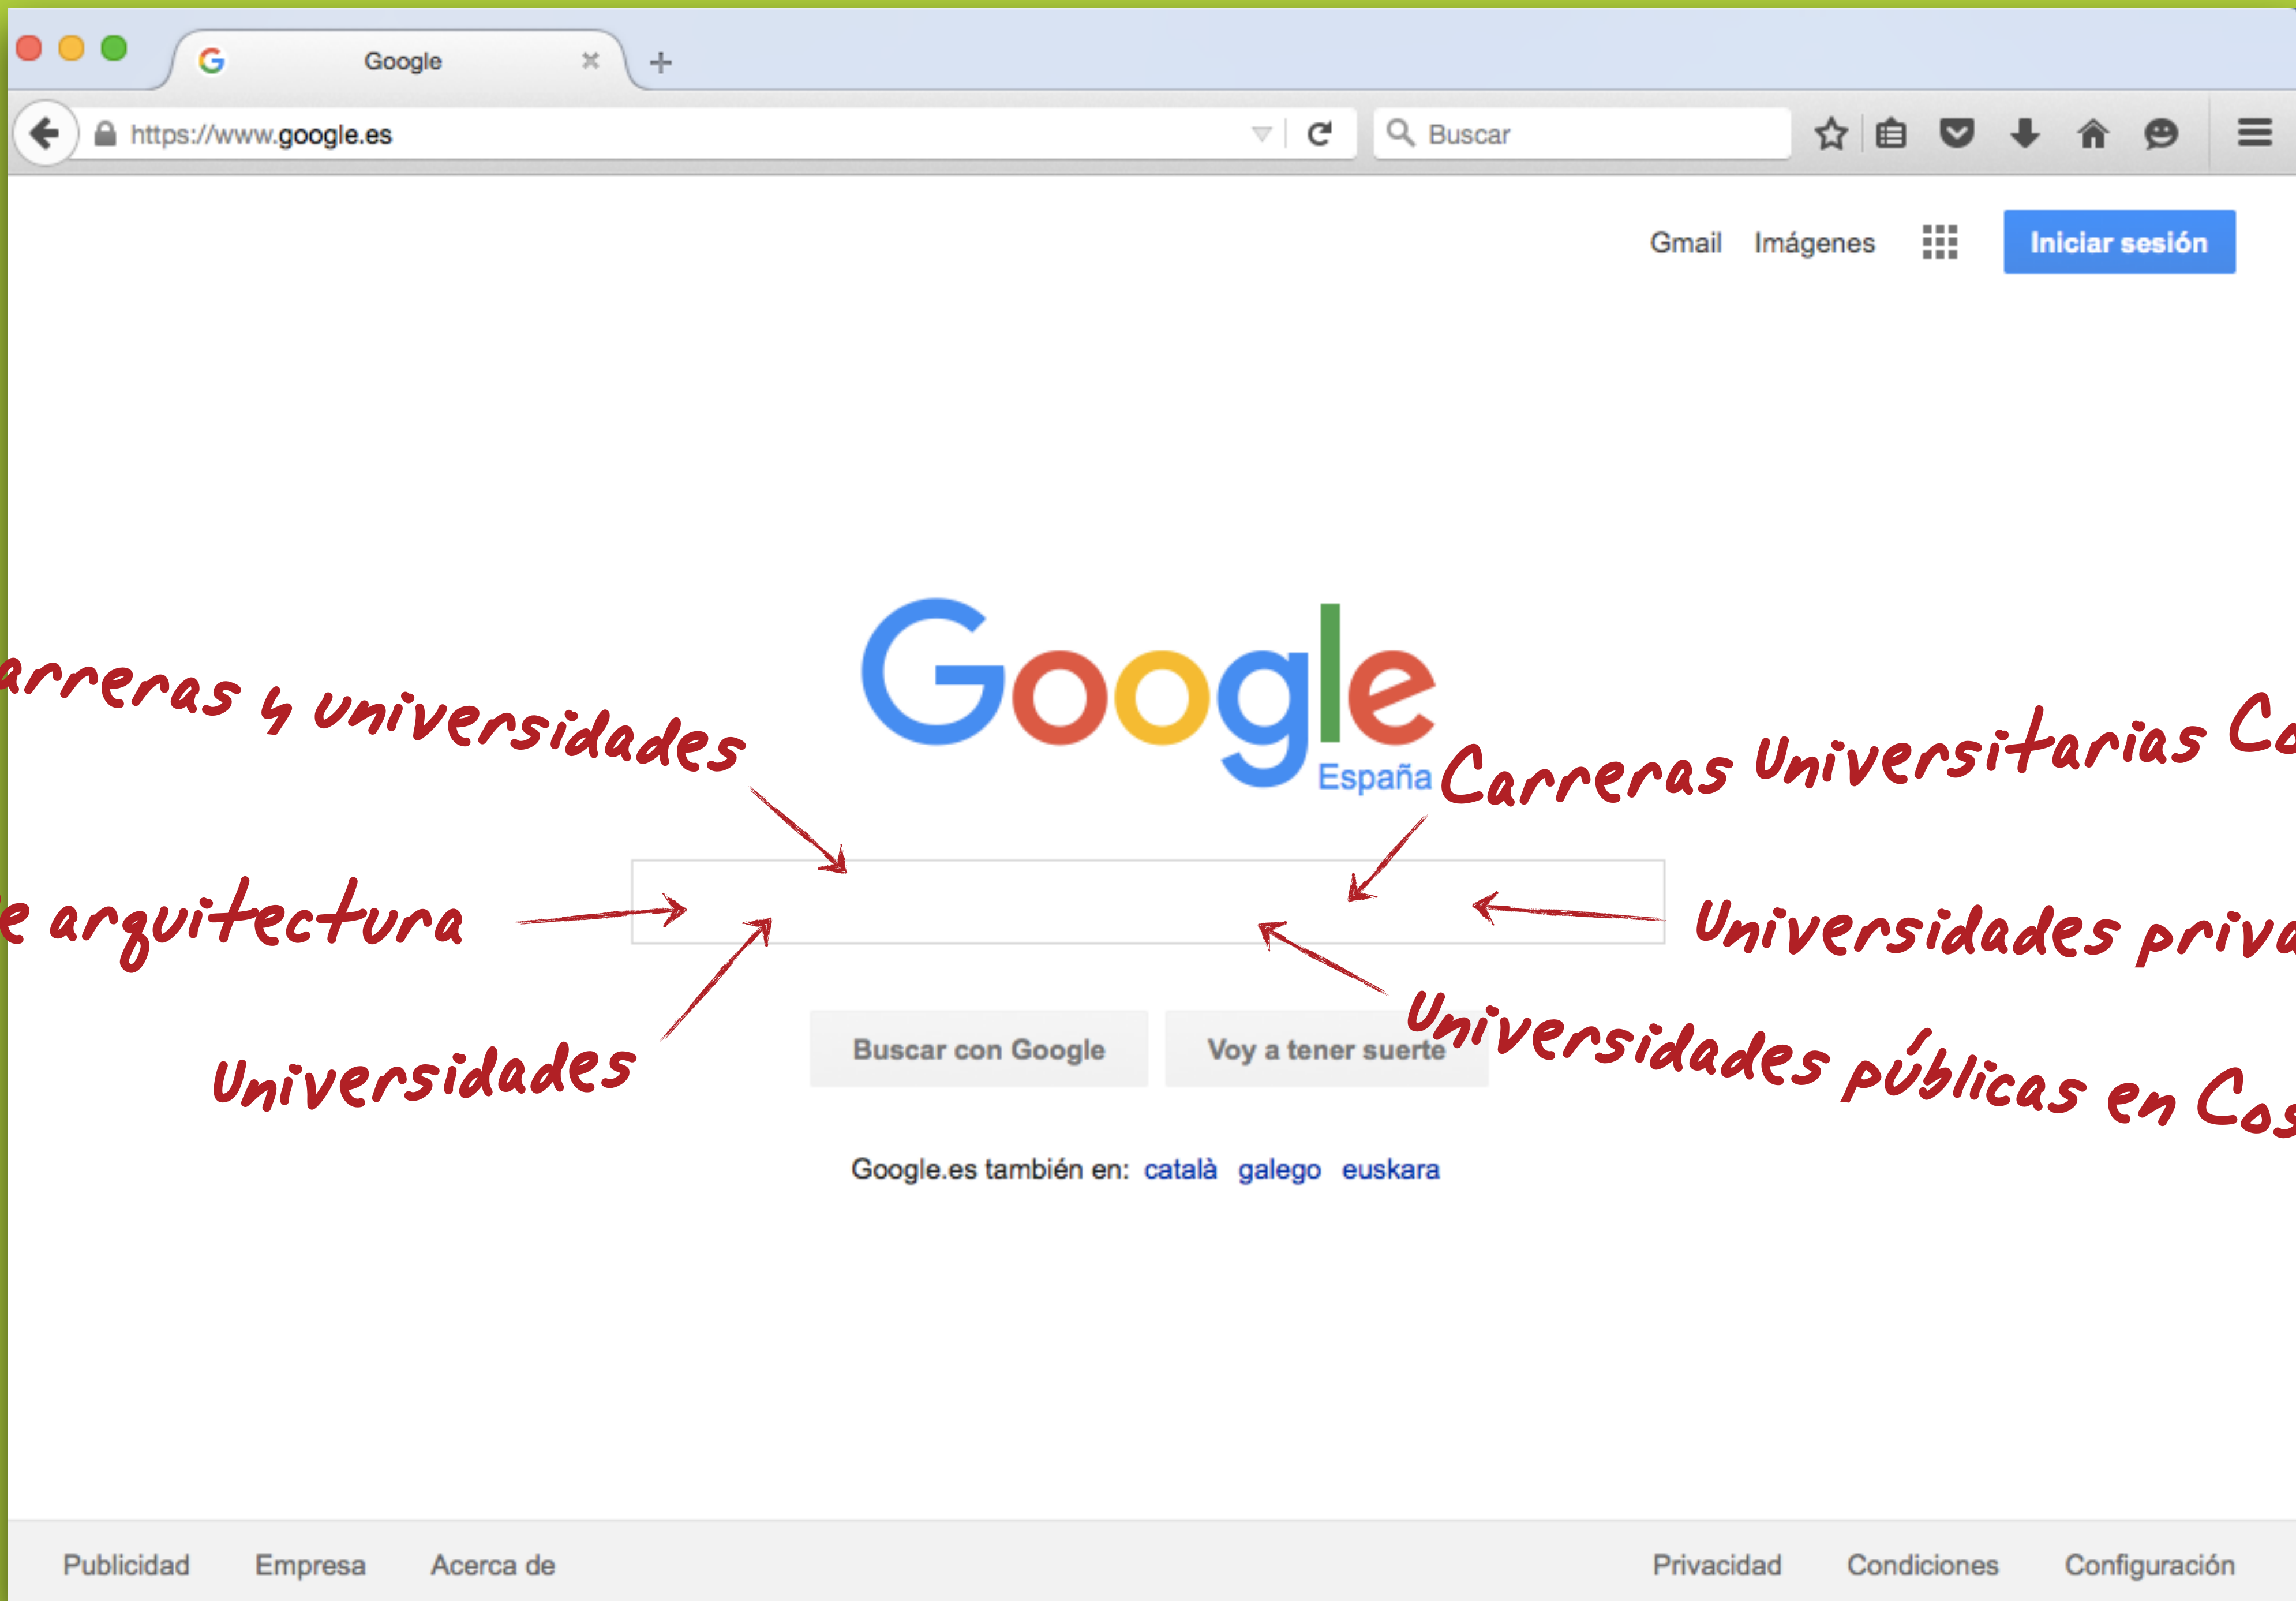 Google
https://www.google.es
Buscar
Gmail Imágenes Iniciar sesión
Google
España
arreras y universidades
Carreras Universitarias Co
e arquitectura
Universidades priva
Universidades
Universidades públicas en Cos
Buscar con Google Voy a tener suerte
Google.es también en: català galego euskara
Publicidad Empresa Acerca de Privacidad Condiciones Configuración